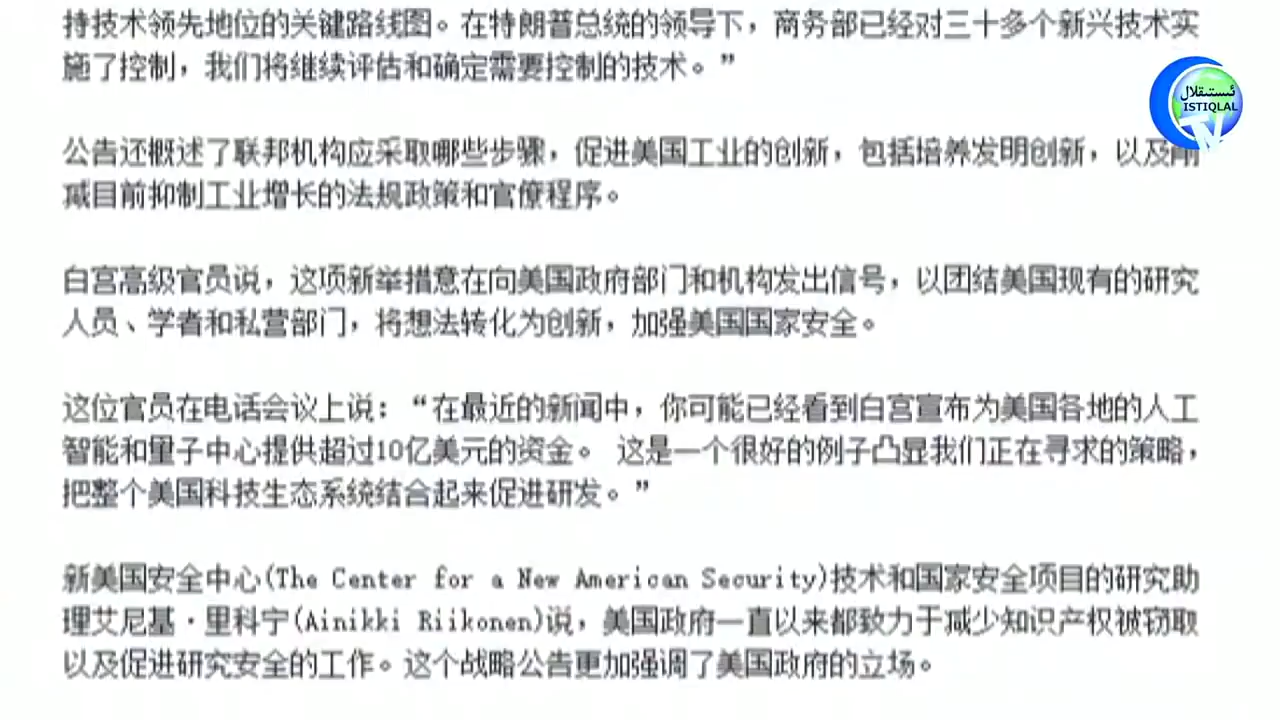 持技术领先地位的关键路线图。在特朗普总统的领导下，商务部已经对三十多个新兴技术实
施了控制，我们将继续评估和确定需要控制的技术。”
ئىستىقلال
ISTIQLAL
TV
公告还概述了联邦机构应采取哪些步骤，促进美国工业的创新，包括培养发明创新，以及削
减目前抑制工业增长的法规政策和官僚程序。
白宫高级官员说，这项新举措意在向美国政府部门和机构发出信号，以团结美国现有的研究
人员、学者和私营部门，将想法转化为创新，加强美国国家安全。
这位官员在电话会议上说：“在最近的新闻中，你可能已经看到白宫宣布为美国各地的人工
智能和量子中心提供超过10亿美元的资金。 这是一个很好的例子凸显我们正在寻求的策略，
把整个美国科技生态系统结合起来促进研发。”
新美国安全中心(The Center for a New American Security)技术和国家安全项目的研究助
理艾尼基·里科宁(Ainikki Riikonen)说，美国政府一直以来都致力于减少知识产权被窃取
以及促进研究安全的工作。这个战略公告更加强调了美国政府的立场。